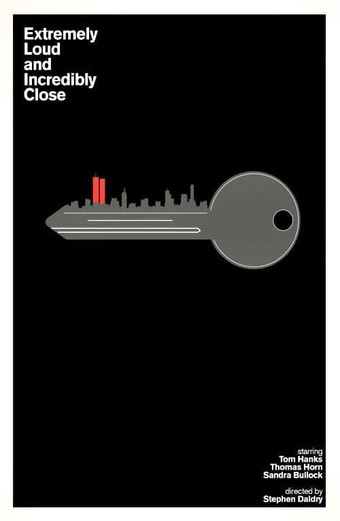 Extremely
Loud
and
Incredibly
Close
starring
Tom Hanks
Thomas Horn
Sandra Bullock
directed by
Stephen Daldry